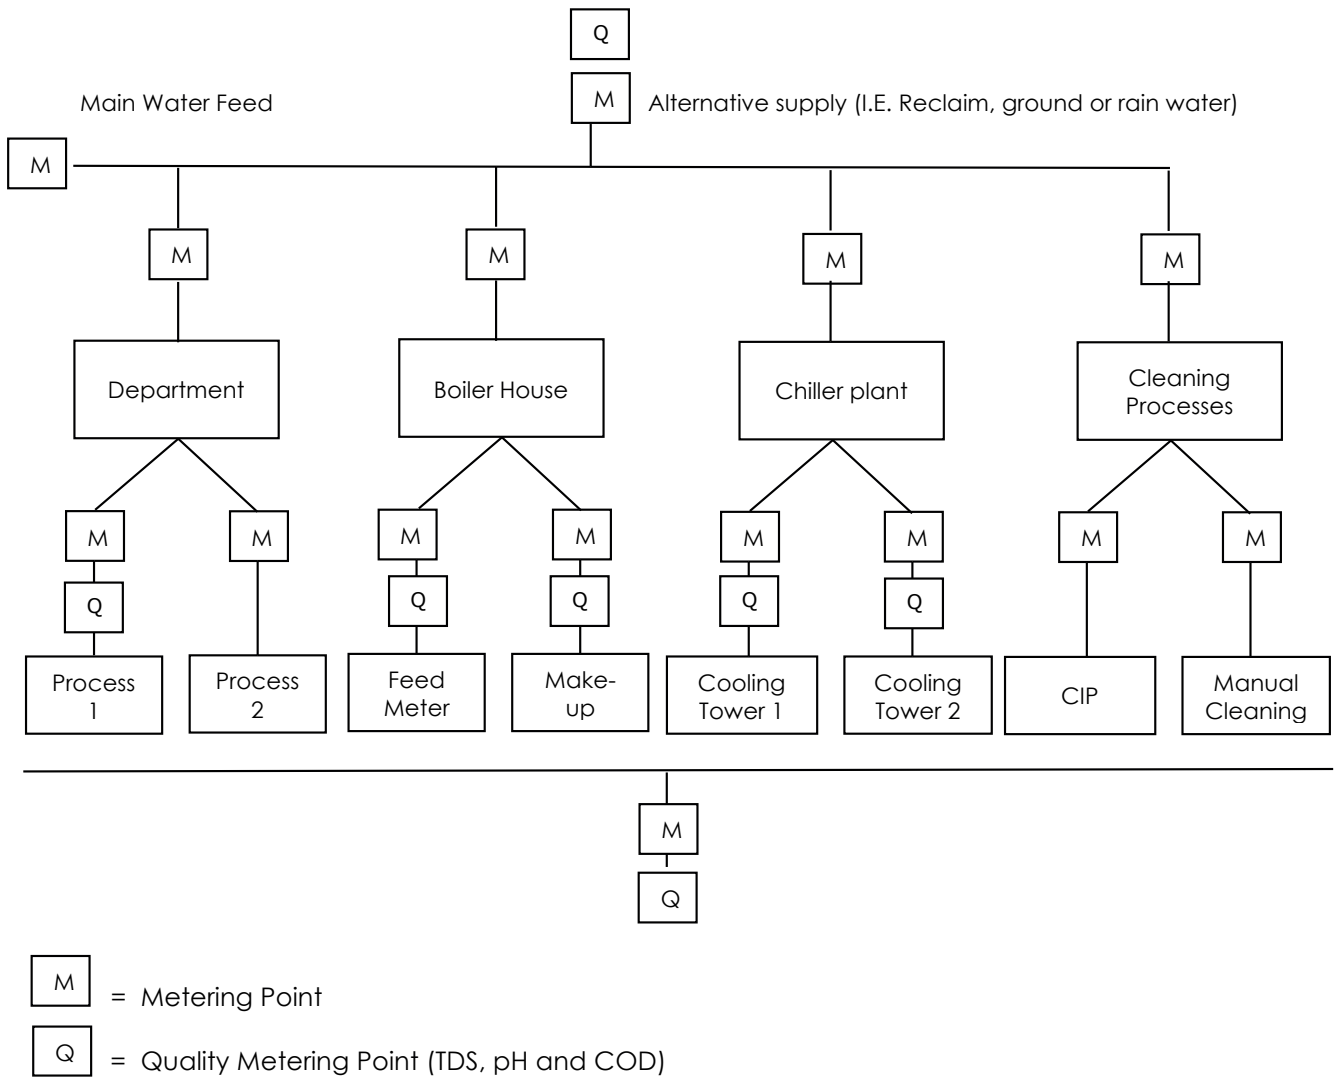 Q
M
Main Water Feed
Alternative supply (I.E. Reclaim, ground or rain water)
M
M
M
M
M
Department
Boiler House
Chiller plant
Cleaning
Processes
M
M
M
M
M
M
M
M
Q
Q
Q
Q
Q
Process
1
Process
2
Feed
Meter
Make-
up
Cooling
Tower 1
Cooling
Tower 2
CIP
Manual
Cleaning
M
Q
M
= Metering Point
Q
= Quality Metering Point (TDS, pH and COD)